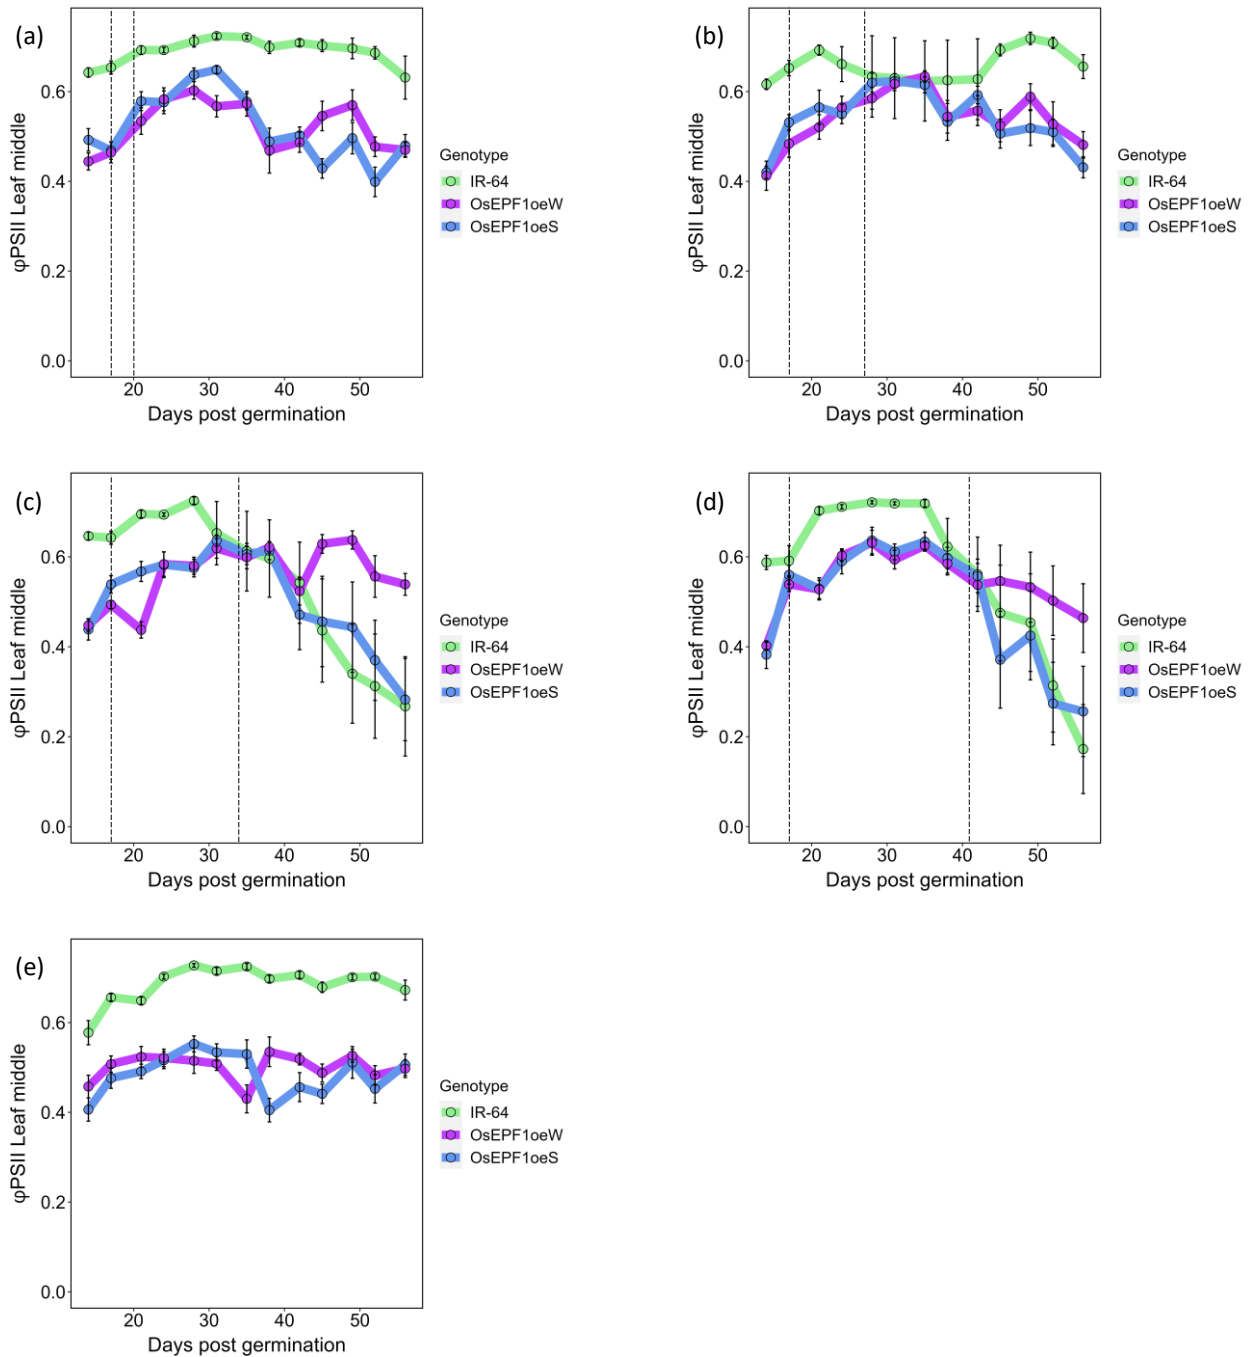 (a)
φPSII Leaf middle
0.6
0.4
0.2
0.0
20
30
40
50
Days post germination
Genotype
IR-64
OsEPF1oeW
OsEPF1oeS
(b)
φPSII Leaf middle
0.6
0.4
0.2
0.0
20
30
40
50
Days post germination
Genotype
IR-64
OsEPF1oeW
OsEPF1oeS
(c)
φPSII Leaf middle
0.6
0.4
0.2
0.0
20
30
40
50
Days post germination
Genotype
IR-64
OsEPF1oeW
OsEPF1oeS
(d)
φPSII Leaf middle
0.6
0.4
0.2
0.0
20
30
40
50
Days post germination
Genotype
IR-64
OsEPF1oeW
OsEPF1oeS
(e)
φPSII Leaf middle
0.6
0.4
0.2
0.0
20
30
40
50
Days post germination
Genotype
IR-64
OsEPF1oeW
OsEPF1oeS